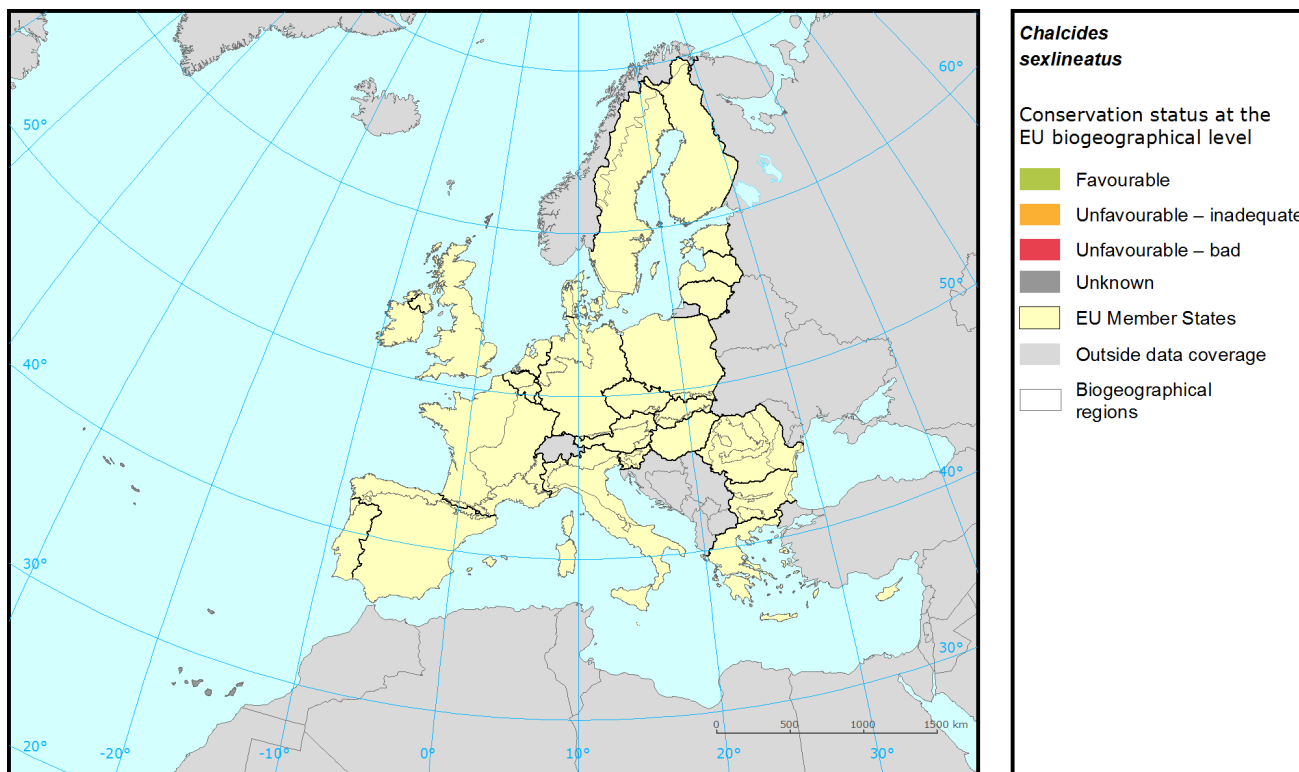 60°
50°
50°
40°
40°
30°
30°
20°
-20°
-10°
0°
10°
20°
30°
0
500
1000
1500 km
Chalcides
sexlineatus
Conservation status at the
EU biogeographical level
Favourable
Unfavourable – inadequate
Unfavourable – bad
Unknown
EU Member States
Outside data coverage
Biogeographical
regions